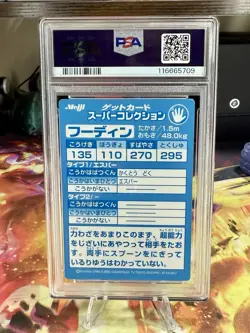 PSA
116665709
Meiji
ゲットカード
スーパーコレクション
フーディン
たかさ/1.5m
おもさ/48.0kg
こうげき ぼうぎょ すばやさ とくしゅ
135 110 270 295
タイプ1/エスパー
こうかはばつぐん かくとう どく
こうかはいまひとつ エスパー
こうかがない
タイプ2/-
こうかはばつぐん
こうかはいまひとつ
こうかがない
力わざをあまりこのまず、超能力
をじざいにあやつって相手をたお
す。両手にスプーンをにぎって
いるりゆうはわかっていない。